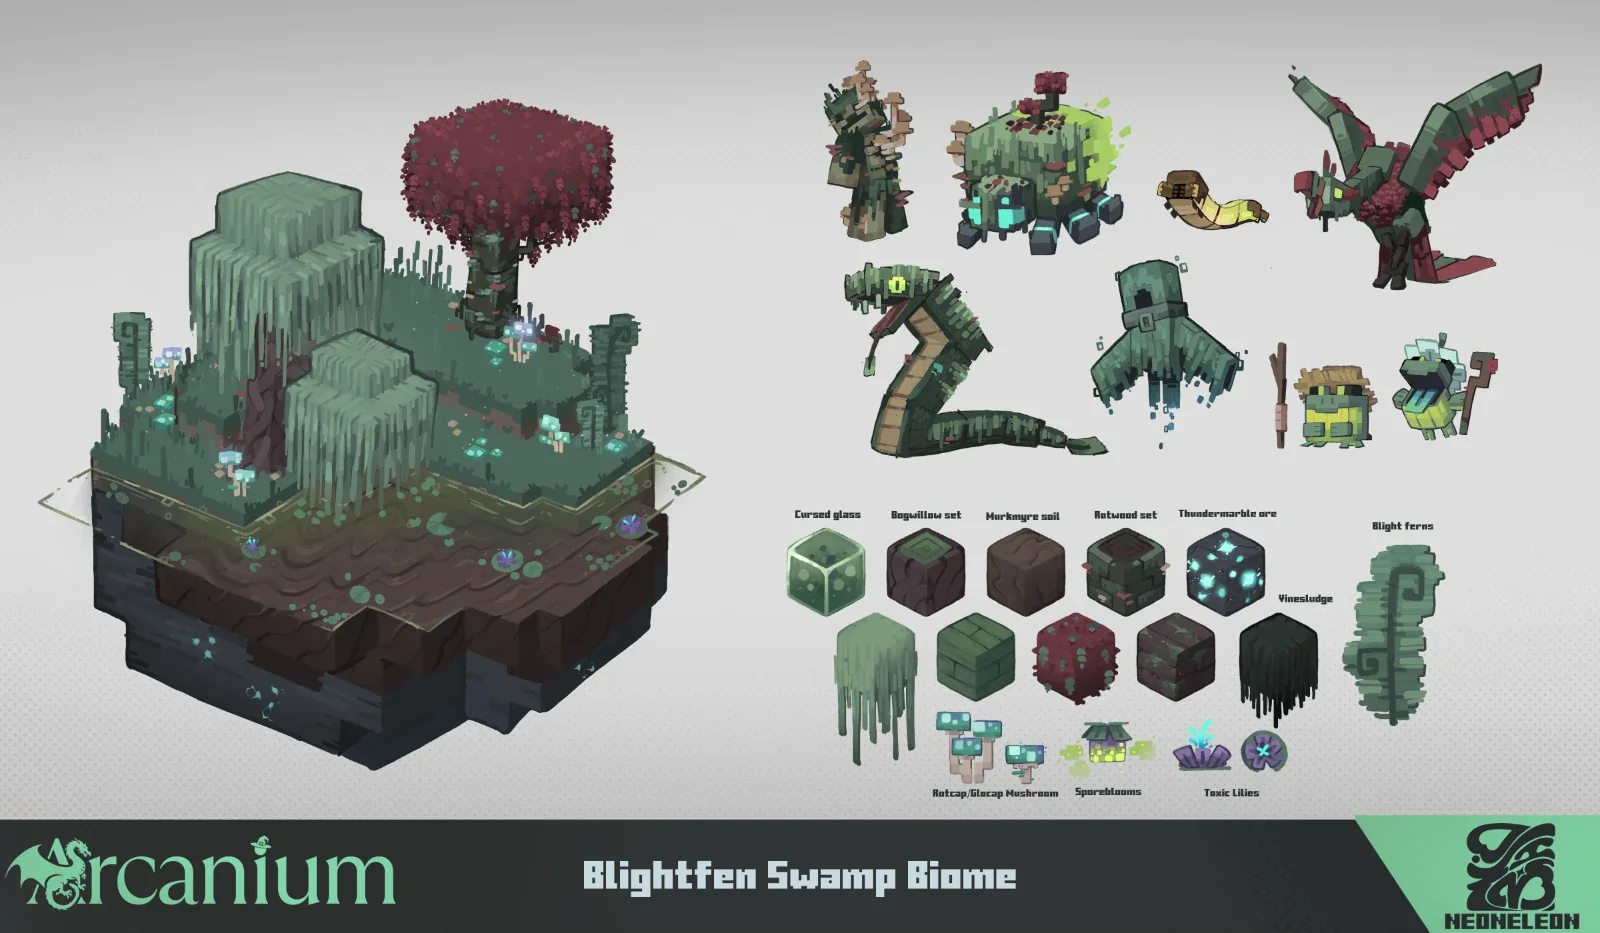 Cursed glass
Bogwillow set
Murkmyre soil
Rotwood set
Thundermarble ore
Blight ferns
Vinesludge
Rotcap/Glocap Mushroom
Sporeblooms
Toxic Lilies
Arcanium
Blightfen Swamp Biome
NEONELEON